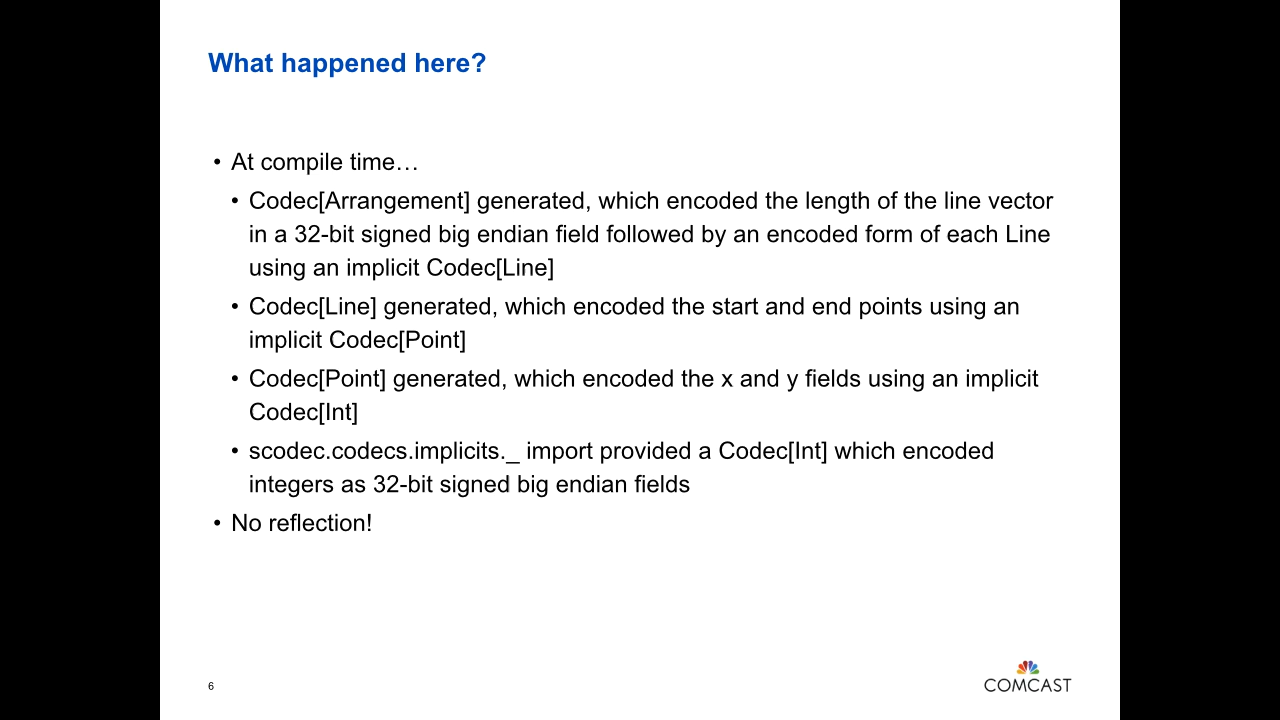 What happened here?
• At compile time…
• Codec[Arrangement] generated, which encoded the length of the line vector
in a 32-bit signed big endian field followed by an encoded form of each Line
using an implicit Codec[Line]
• Codec[Line] generated, which encoded the start and end points using an
implicit Codec[Point]
• Codec[Point] generated, which encoded the x and y fields using an implicit
Codec[Int]
• scodec.codecs.implicits._ import provided a Codec[Int] which encoded
integers as 32-bit signed big endian fields
• No reflection!
6
COMCAST